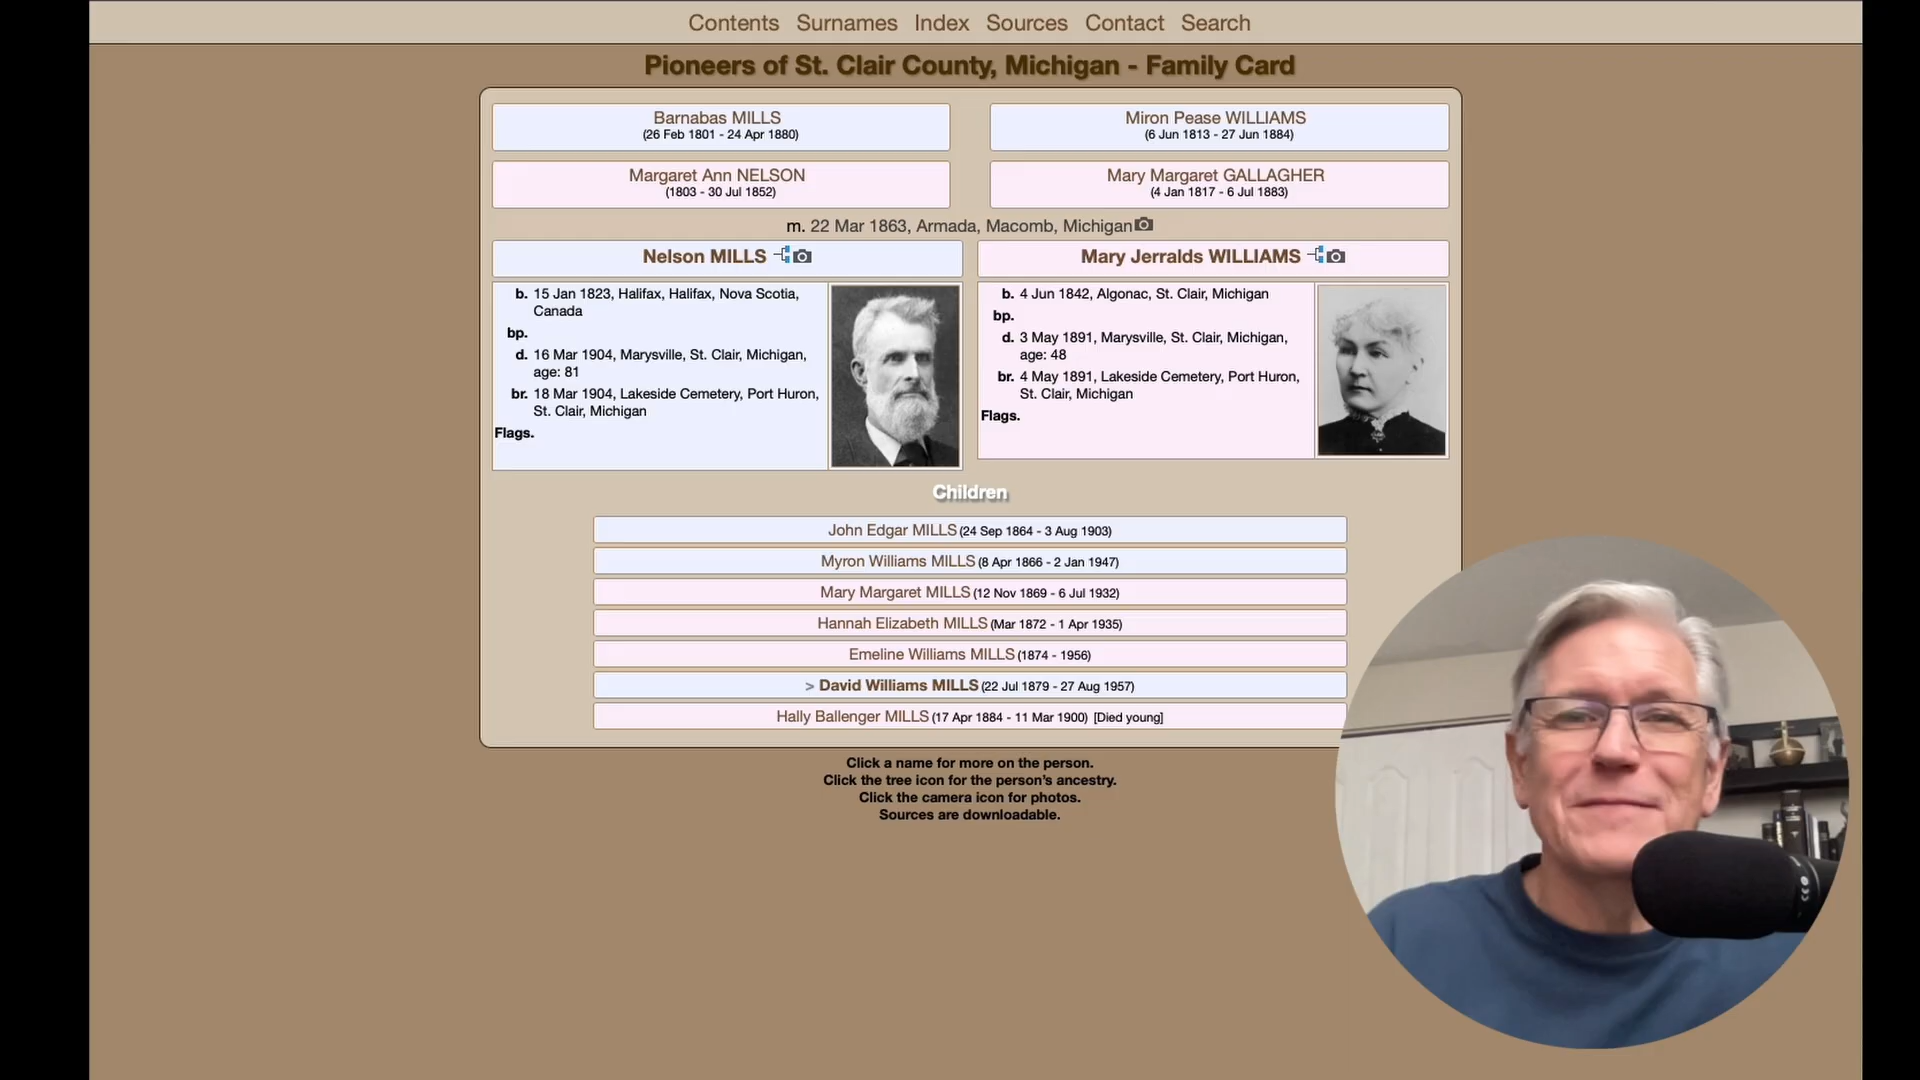 Contents Surnames Index Sources Contact Search
Pioneers of St. Clair County, Michigan - Family Card
Barnabas MILLS
(26 Feb 1801 - 24 Apr 1880)
Miron Pease WILLIAMS
(6 Jun 1813 - 27 Jun 1884)
Margaret Ann NELSON
(1803 - 30 Jul 1852)
Mary Margaret GALLAGHER
(4 Jan 1817 - 6 Jul 1883)
m. 22 Mar 1863, Armada, Macomb, Michigan
Nelson MILLS
b. 15 Jan 1823, Halifax, Halifax, Nova Scotia,
Canada
bp.
d. 16 Mar 1904, Marysville, St. Clair, Michigan,
age: 81
br. 18 Mar 1904, Lakeside Cemetery, Port Huron,
St. Clair, Michigan
Flags.
Mary Jerralds WILLIAMS
b. 4 Jun 1842, Algonac, St. Clair, Michigan
bp.
d. 3 May 1891, Marysville, St. Clair, Michigan,
age: 48
br. 4 May 1891, Lakeside Cemetery, Port Huron,
St. Clair, Michigan
Flags.
Children
John Edgar MILLS (24 Sep 1864 - 3 Aug 1903)
Myron Williams MILLS (8 Apr 1866 - 2 Jan 1947)
Mary Margaret MILLS (12 Nov 1869 - 6 Jul 1932)
Hannah Elizabeth MILLS (Mar 1872 - 1 Apr 1935)
Emeline Williams MILLS (1874 - 1956)
> David Williams MILLS (22 Jul 1879 - 27 Aug 1957)
Hally Ballenger MILLS (17 Apr 1884 - 11 Mar 1900) [Died young]
Click a name for more on the person.
Click the tree icon for the person's ancestry.
Click the camera icon for photos.
Sources are downloadable.